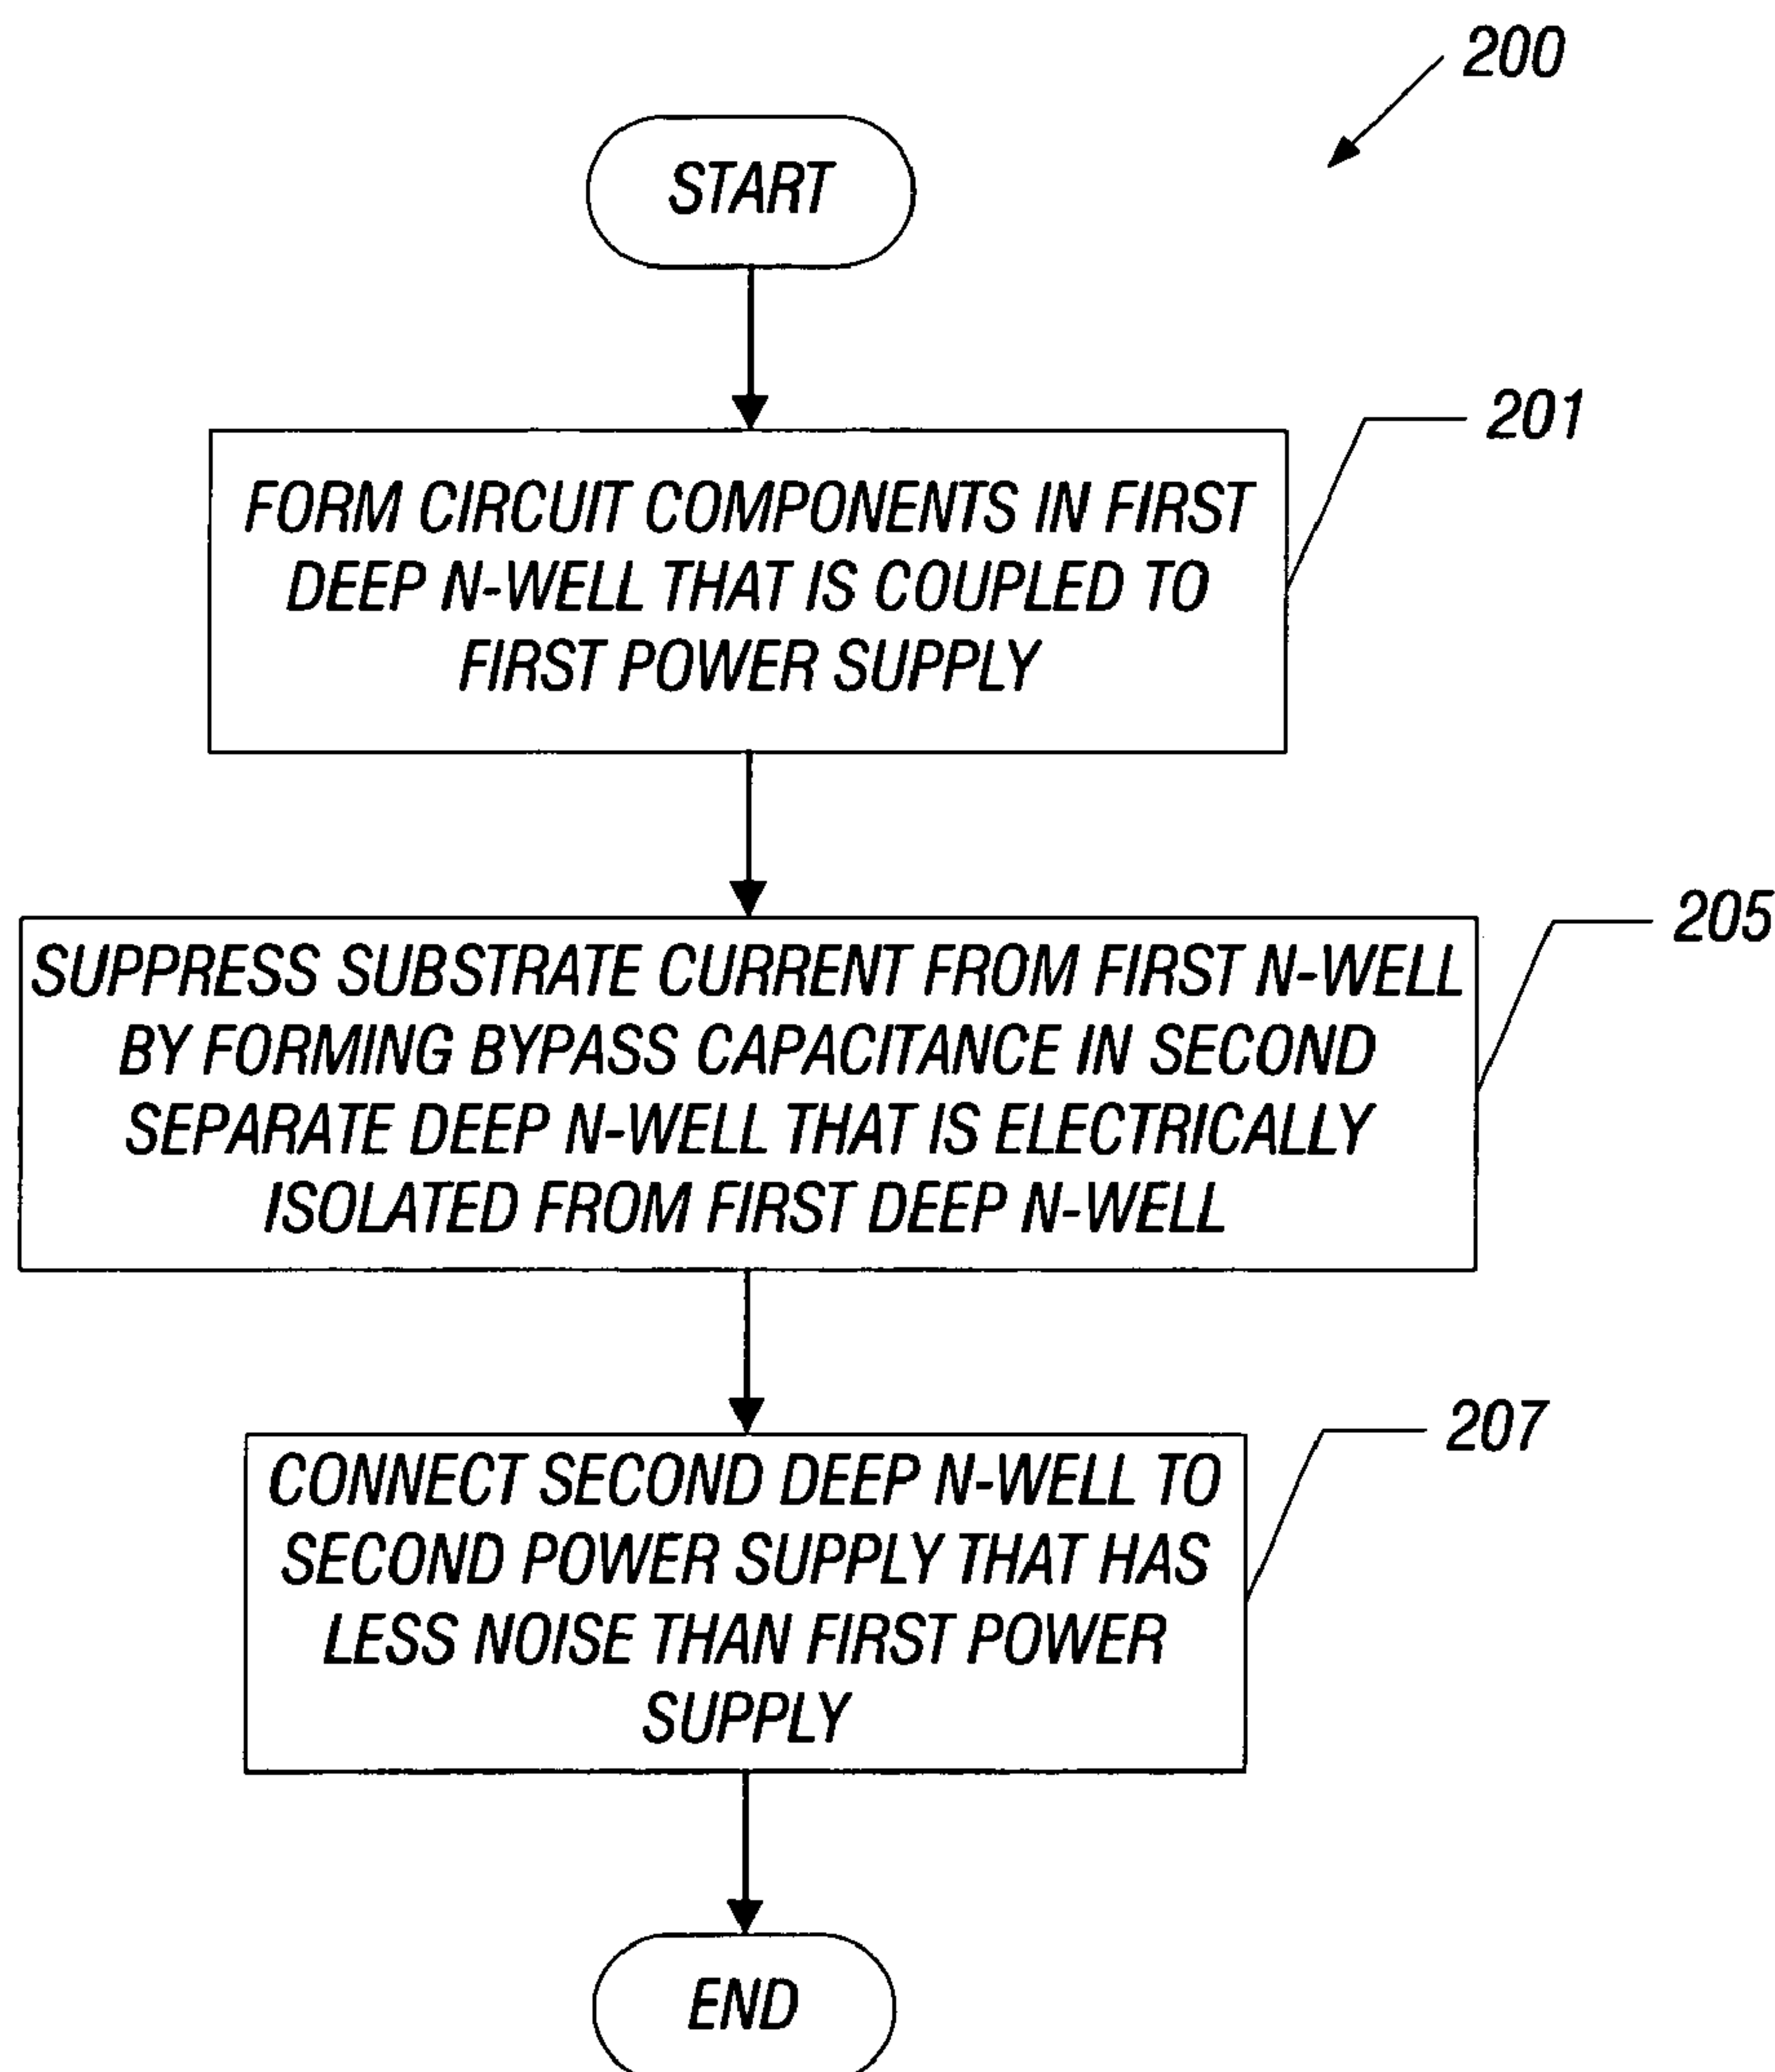 200
START
201
FORM CIRCUIT COMPONENTS IN FIRST
DEEP N-WELL THAT IS COUPLED TO
FIRST POWER SUPPLY
205
SUPPRESS SUBSTRATE CURRENT FROM FIRST N-WELL
BY FORMING BYPASS CAPACITANCE IN SECOND
SEPARATE DEEP N-WELL THAT IS ELECTRICALLY
ISOLATED FROM FIRST DEEP N-WELL
207
CONNECT SECOND DEEP N-WELL TO
SECOND POWER SUPPLY THAT HAS
LESS NOISE THAN FIRST POWER
SUPPLY
END